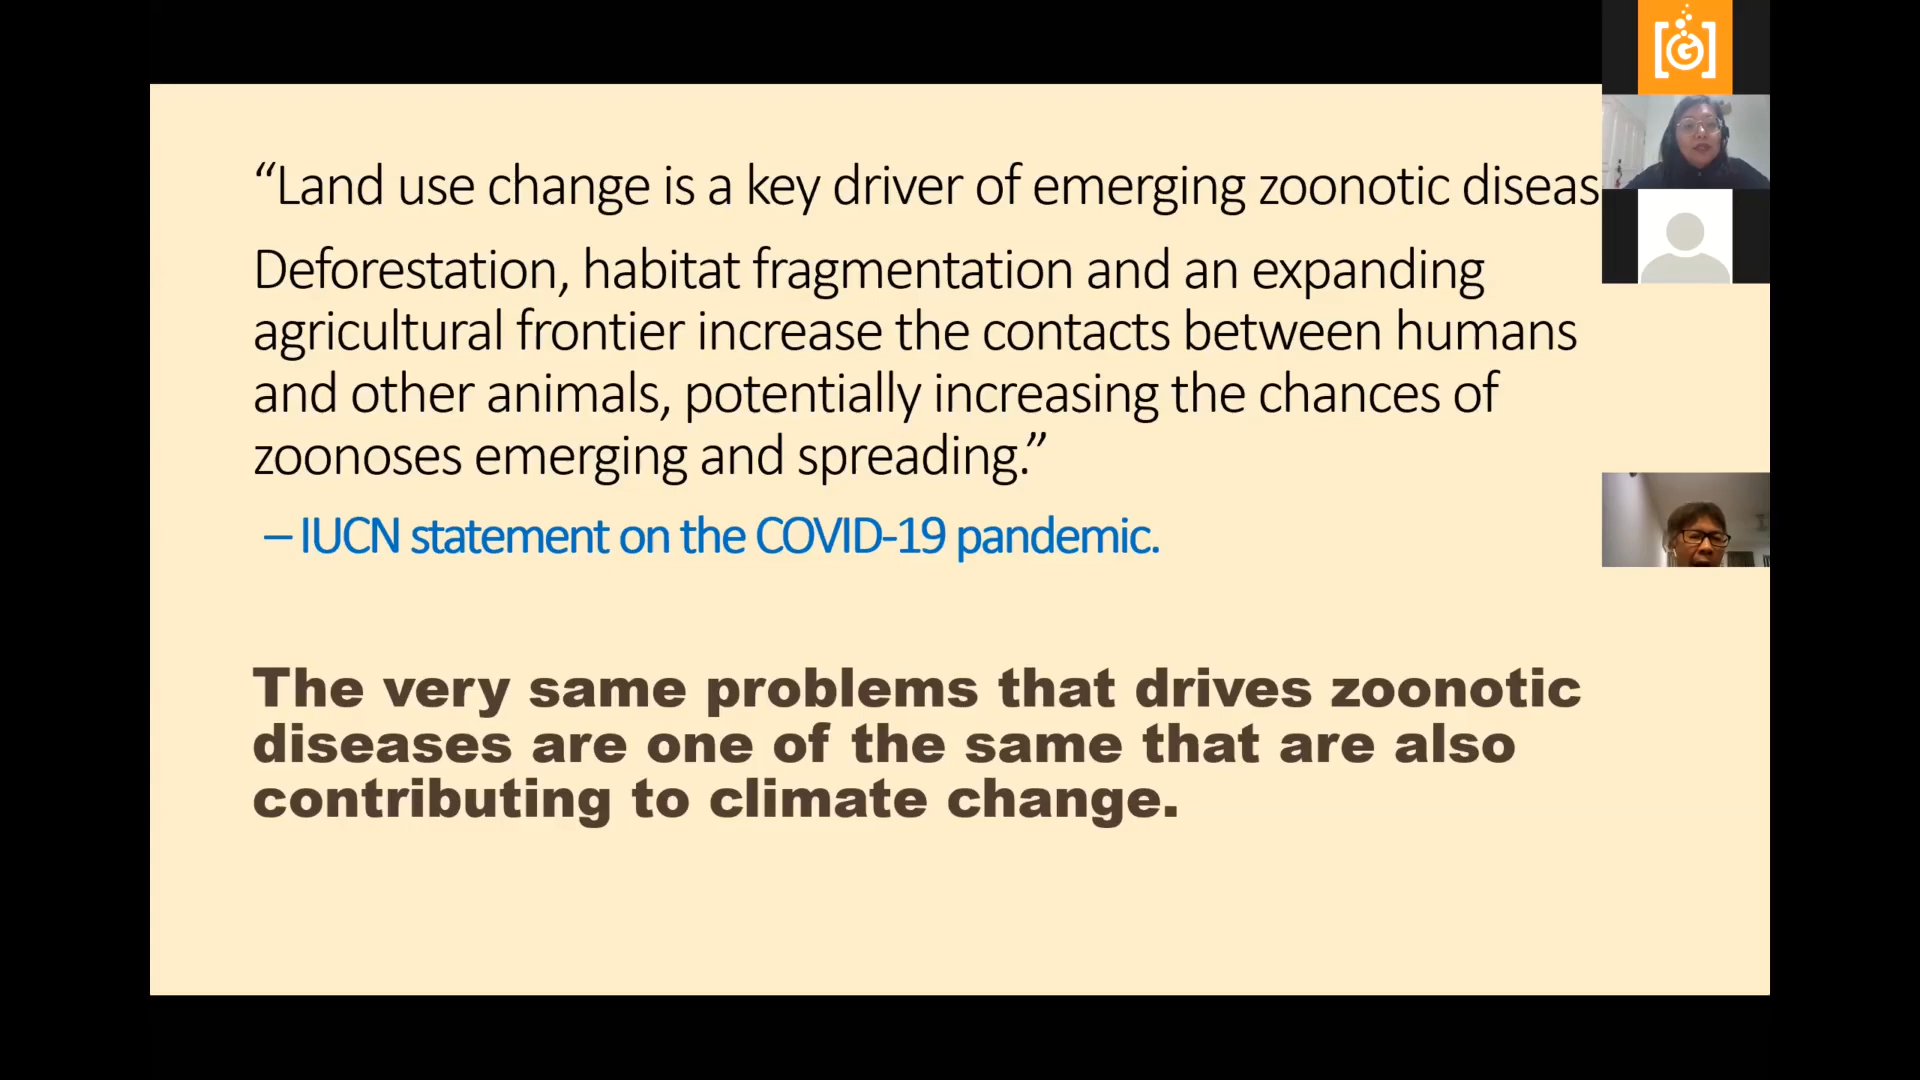 “Land use change is a key driver of emerging zoonotic diseas
Deforestation, habitat fragmentation and an expanding
agricultural frontier increase the contacts between humans
and other animals, potentially increasing the chances of
zoonoses emerging and spreading.”
– IUCN statement on the COVID-19 pandemic.
The very same problems that drives zoonotic
diseases are one of the same that are also
contributing to climate change.
[G]